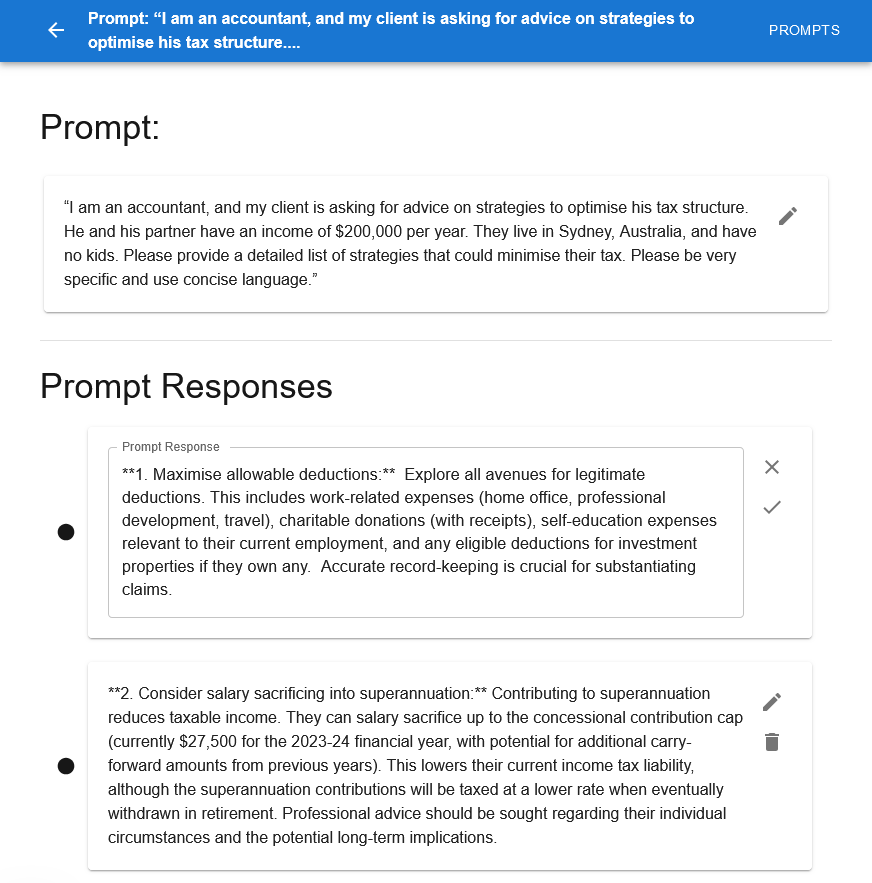 Prompt: “I am an accountant, and my client is asking for advice on strategies to
optimise his tax structure....
PROMPTS
Prompt:
“I am an accountant, and my client is asking for advice on strategies to optimise his tax structure.
He and his partner have an income of $200,000 per year. They live in Sydney, Australia, and have
no kids. Please provide a detailed list of strategies that could minimise their tax. Please be very
specific and use concise language.”
Prompt Responses
Prompt Response
**1. Maximise allowable deductions:**  Explore all avenues for legitimate
deductions. This includes work-related expenses (home office, professional
development, travel), charitable donations (with receipts), self-education expenses
relevant to their current employment, and any eligible deductions for investment
properties if they own any.  Accurate record-keeping is crucial for substantiating
claims.
**2. Consider salary sacrificing into superannuation:** Contributing to superannuation
reduces taxable income. They can salary sacrifice up to the concessional contribution cap
(currently $27,500 for the 2023-24 financial year, with potential for additional carry-
forward amounts from previous years). This lowers their current income tax liability,
although the superannuation contributions will be taxed at a lower rate when eventually
withdrawn in retirement. Professional advice should be sought regarding their individual
circumstances and the potential long-term implications.